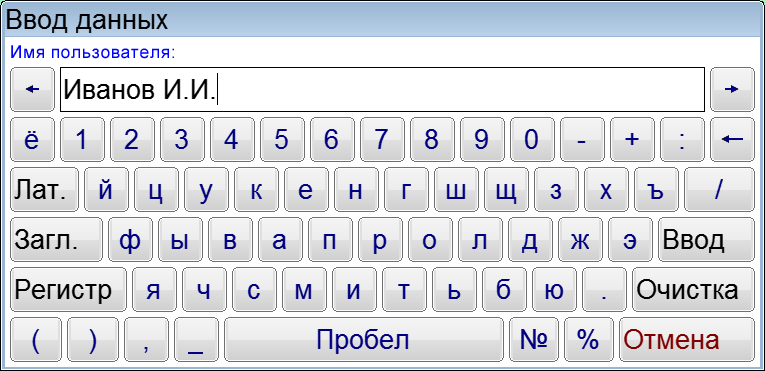 Ввод данных
Имя пользователя:
← Иванов И.И. →
ё 1 2 3 4 5 6 7 8 9 0 - + : ←
Лат. й ц у к е н г ш щ з х ъ /
Загл. ф ы в а п р о л д ж э Ввод
Регистр я ч с м и т ь б ю . Очистка
( ) , _ Пробел № % Отмена